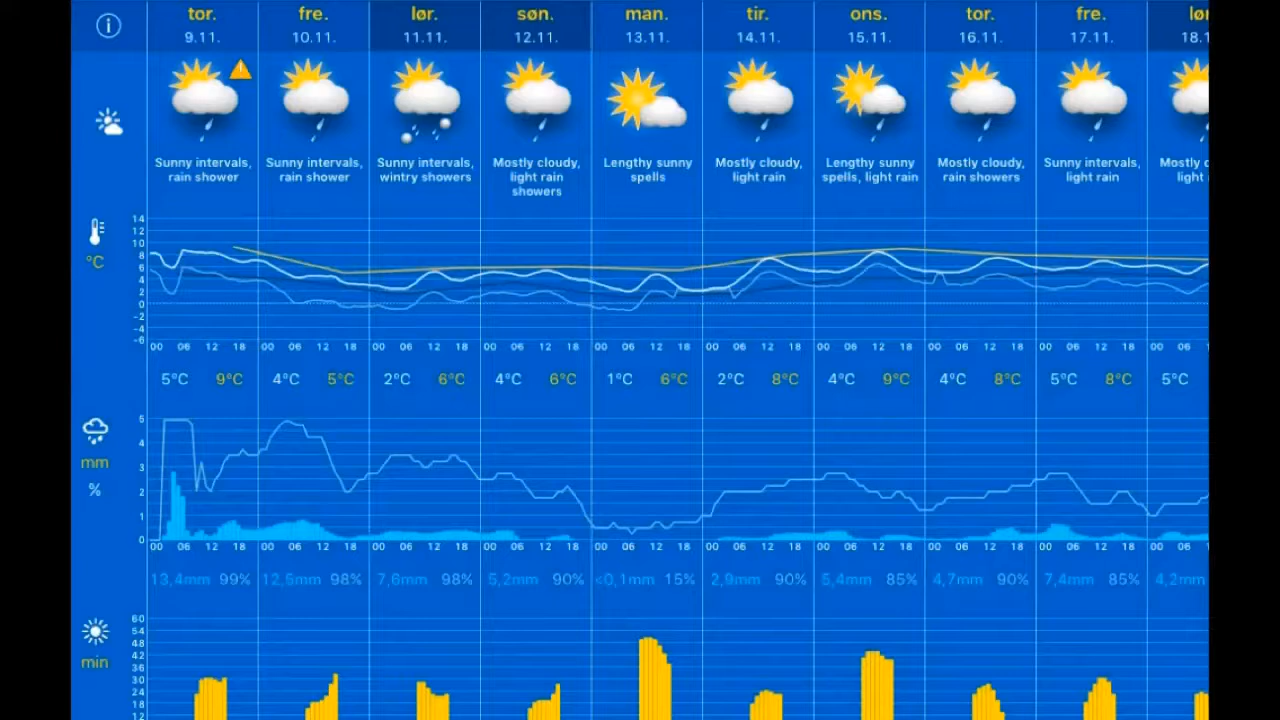 tor. fre. lør. søn. man. tir. ons. tor. fre. lør
9.11. 10.11. 11.11. 12.11. 13.11. 14.11. 15.11. 16.11. 17.11. 18.1
Sunny intervals, Sunny intervals, Sunny intervals, Mostly cloudy, Lengthy sunny Mostly cloudy, Lengthy sunny Mostly cloudy, Sunny intervals, Mostly c
rain shower rain shower wintry showers light rain spells light rain spells, light rain rain showers light rain light
showers
14
12
10
8
°C
6
4
2
0
-2
-4
-6
00 06 12 18 00 06 12 18 00 06 12 18 00 06 12 18 00 06 12 18 00 06 12 18 00 06 12 18 00 06 12 18 00 06 12 18 00 06 1
5°C 9°C 4°C 5°C 2°C 6°C 4°C 6°C 1°C 6°C 2°C 8°C 4°C 9°C 4°C 8°C 5°C 8°C 5°C
5
4
mm
3
%
2
1
0
00 06 12 18 00 06 12 18 00 06 12 18 00 06 12 18 00 06 12 18 00 06 12 18 00 06 12 18 00 06 12 18 00 06 12 18 00 06 1
13,4mm 99% 12,5mm 98% 7,6mm 98% 5,2mm 90% <0,1mm 15% 2,9mm 90% 5,4mm 85% 4,7mm 90% 7,4mm 85% 4,2mm
60
54
48
42
min
36
30
24
18
12